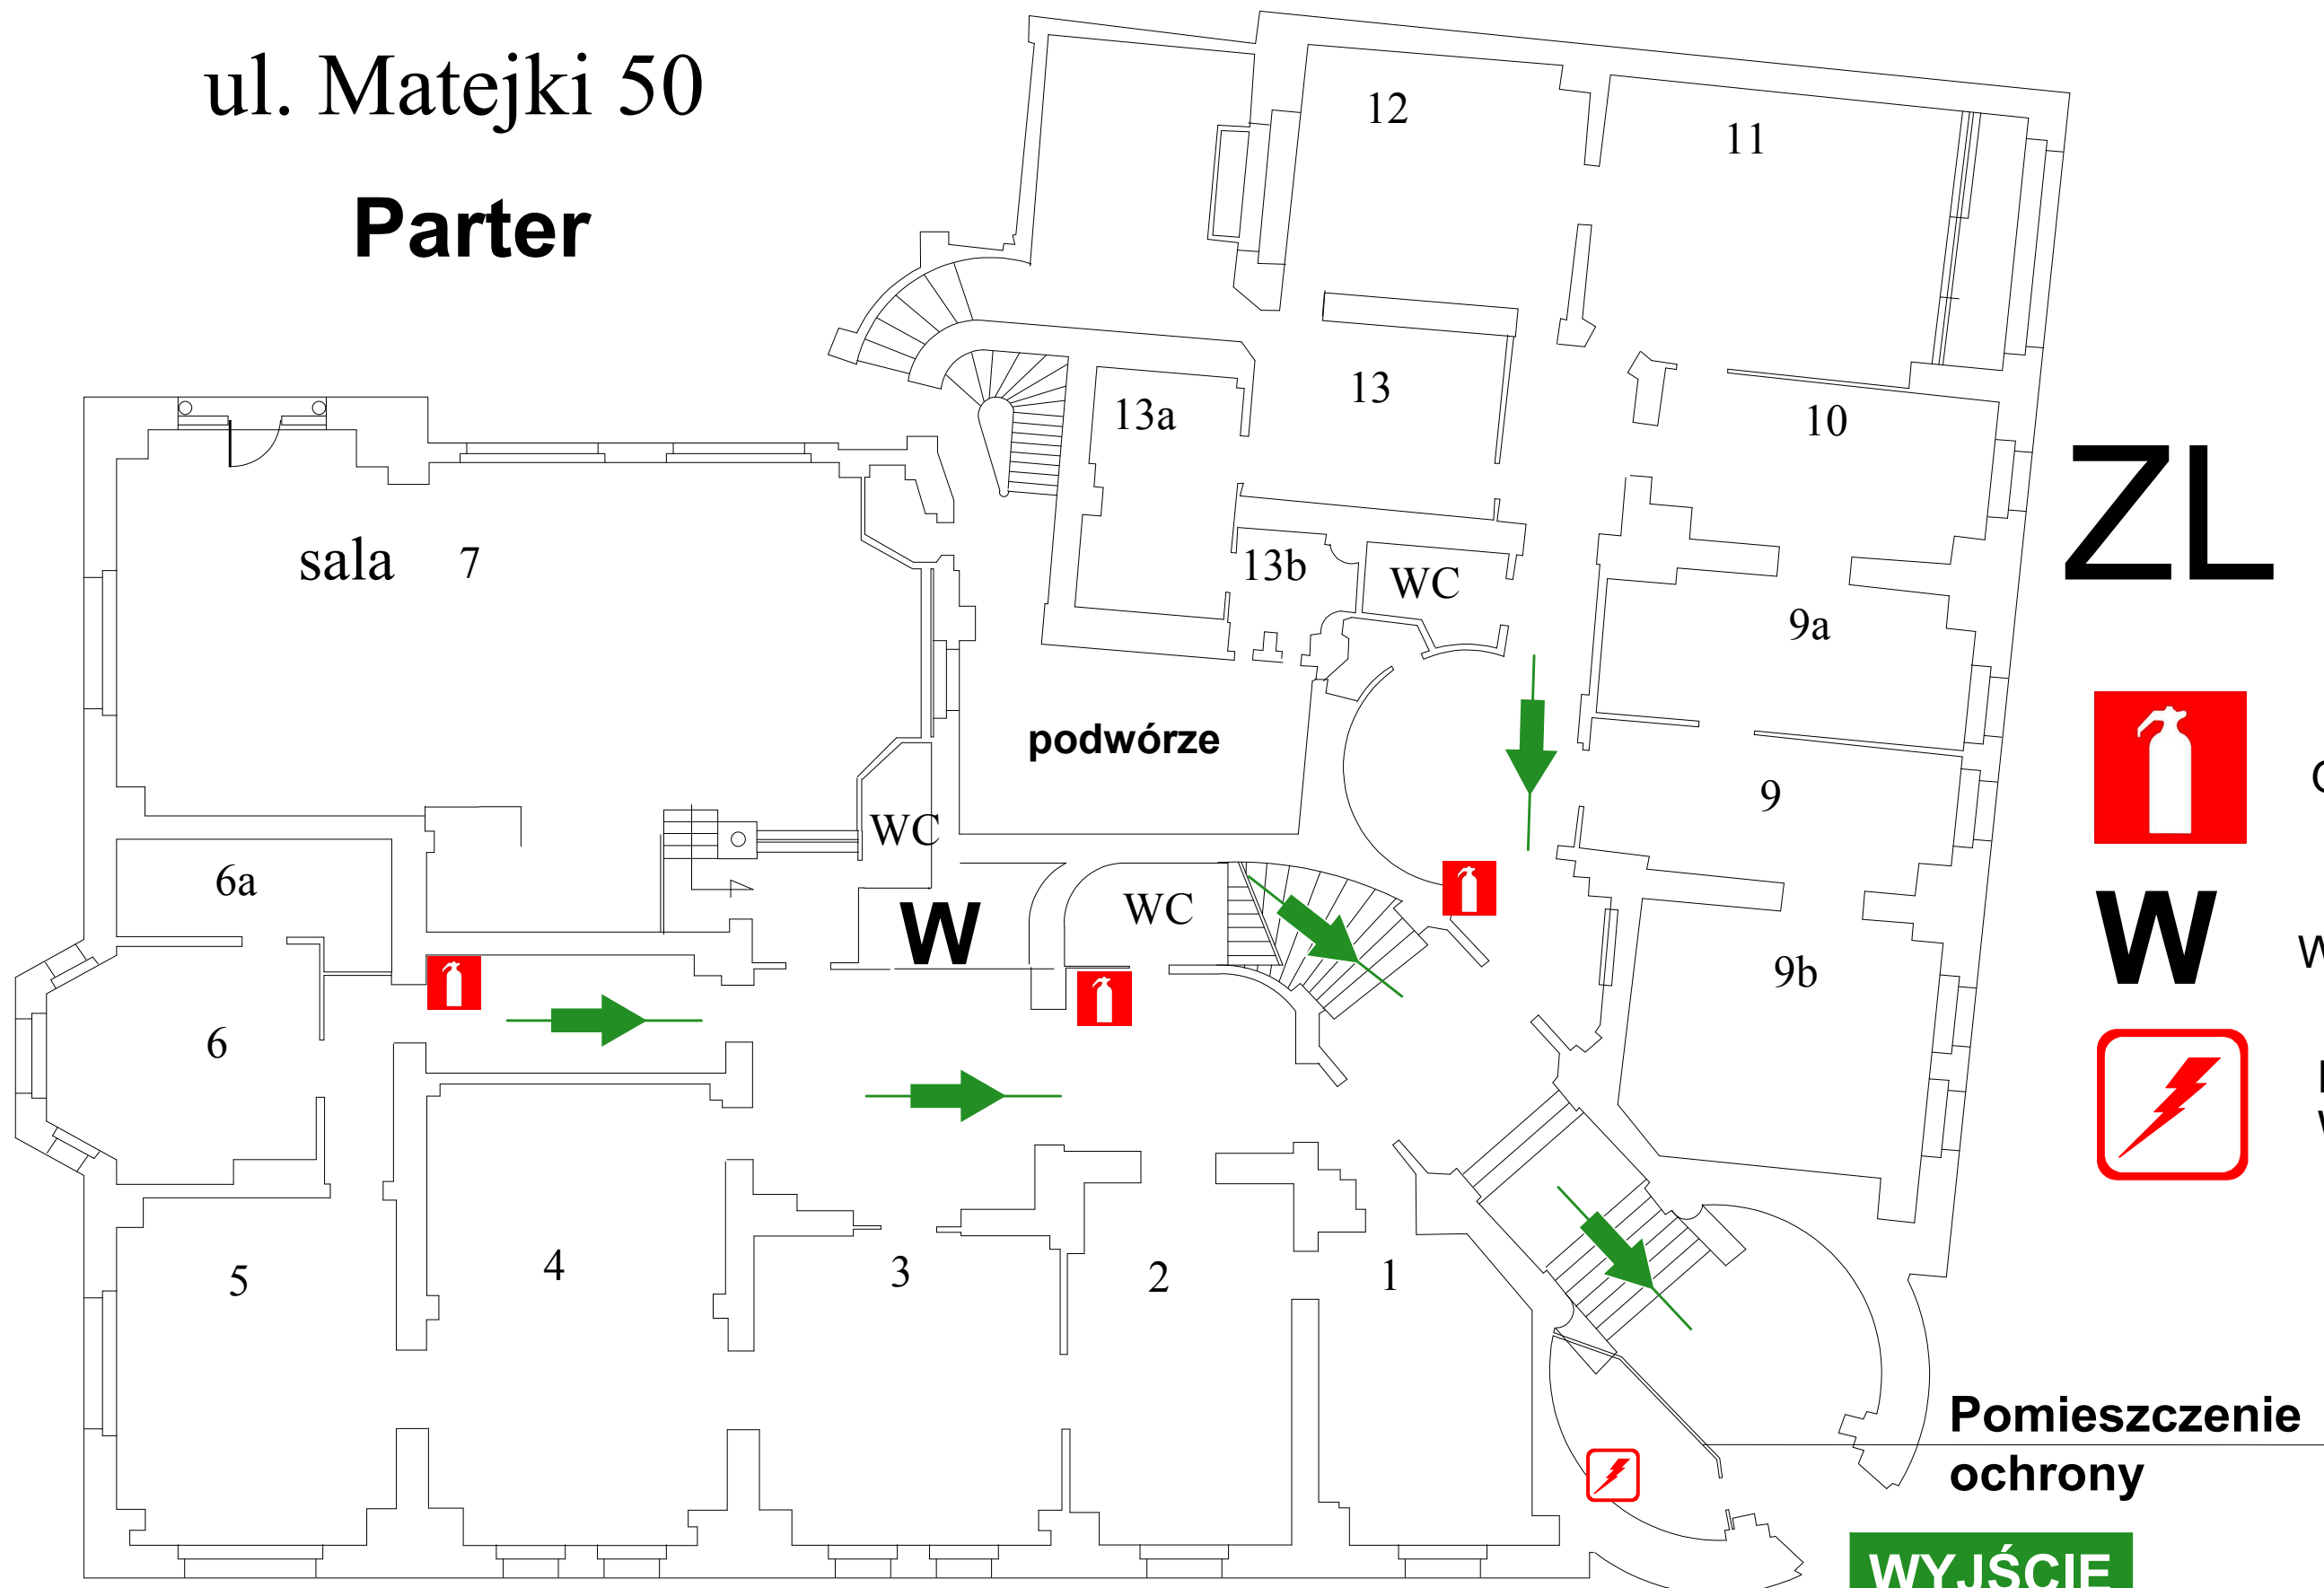 ul. Matejki 50
Parter
12
11
13
13a
10
ZL
sala 7
13b
WC
9a
podwórze
9
WC
6a
WC
W
W
9b
6
5
4
3
2
1
Pomieszczenie
ochrony
WYJŚCIE